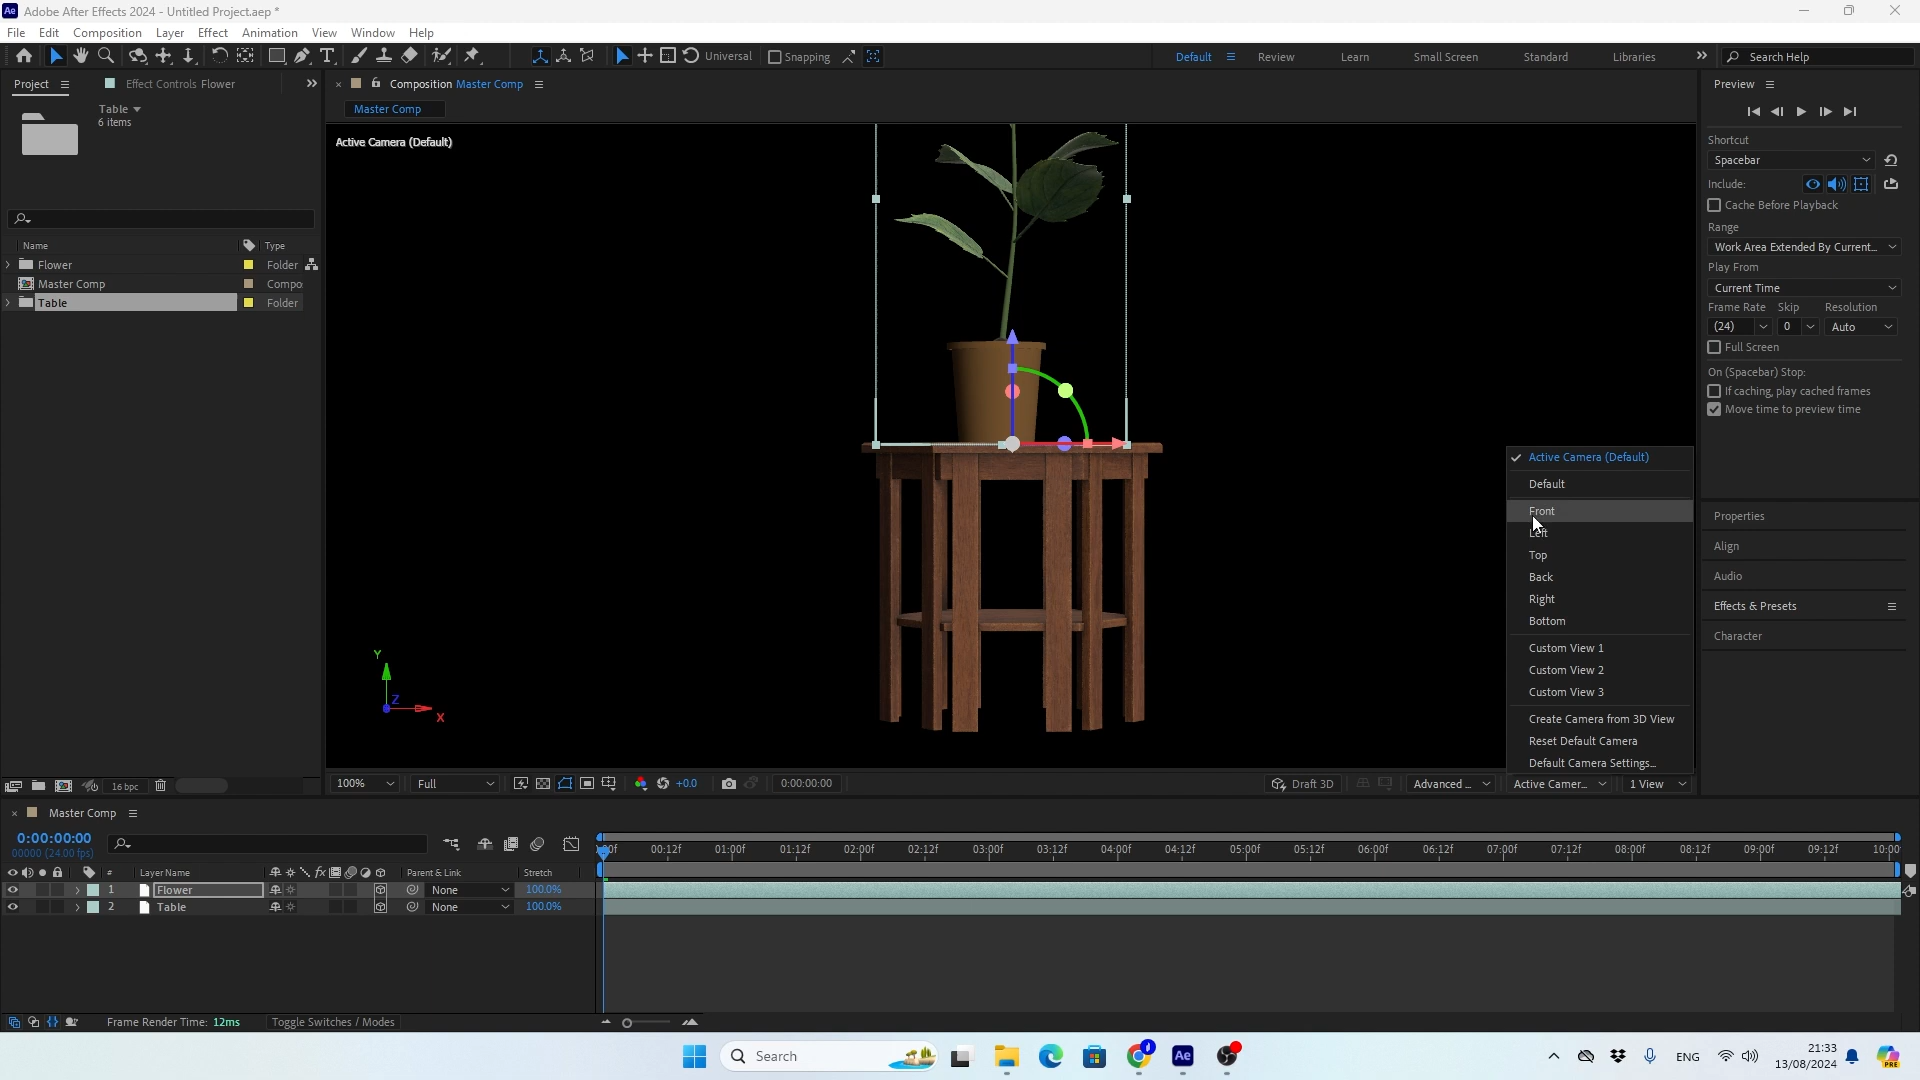 Ae Adobe After Effects 2024 - Untitled Project.aep *
File Edit Composition Layer Effect Animation View Window Help
Universal Snapping Default Review Learn Small Screen Standard Libraries Search Help
Project Effect Controls Flower
Composition Master Comp
Preview
Table
6 items
Master Comp
Active Camera (Default)
Shortcut
Spacebar
Include:
Cache Before Playback
Range
Work Area Extended By Current...
Play From
Current Time
Frame Rate Skip Resolution
(24) 0 Auto
Full Screen
On (Spacebar) Stop:
If caching, play cached frames
Move time to preview time
Name Type
Flower Folder
Master Comp Compo
Table Folder
Active Camera (Default)
Default
Front
Left
Top
Back
Right
Bottom
Custom View 1
Custom View 2
Custom View 3
Create Camera from 3D View
Reset Default Camera
Default Camera Settings...
Properties
Align
Audio
Effects & Presets
Character
Y
Z
X
16 bpc
100% Full +0.0 0:00:00:00 Draft 3D Advanced ... Active Camer... 1 View
Master Comp
0:00:00:00
00000 (24.00 fps)
00:12f 01:00f 01:12f 02:00f 02:12f 03:00f 03:12f 04:00f 04:12f 05:00f 05:12f 06:00f 06:12f 07:00f 07:12f 08:00f 08:12f 09:00f 09:12f 10:00
# Layer Name fx Parent & Link Stretch
1 Flower None 100.0%
2 Table None 100.0%
Frame Render Time: 12ms Toggle Switches / Modes
Search Ae ENG 21:33
13/08/2024
PRE